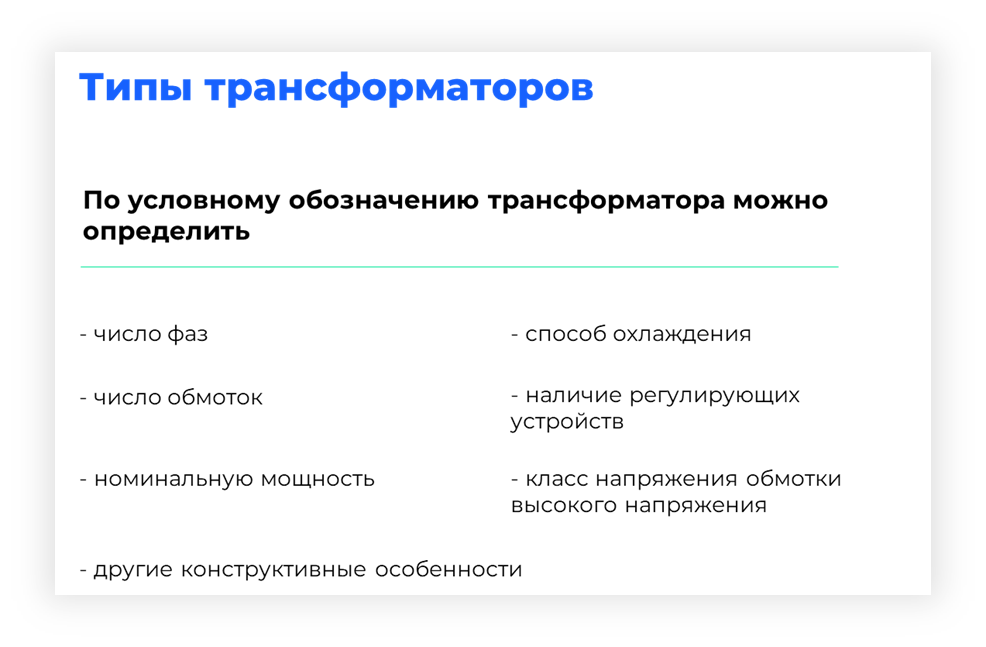 Типы трансформаторов
По условному обозначению трансформатора можно
определить
- число фаз
- способ охлаждения
- число обмоток
- наличие регулирующих
устройств
- номинальную мощность
- класс напряжения обмотки
высокого напряжения
- другие конструктивные особенности